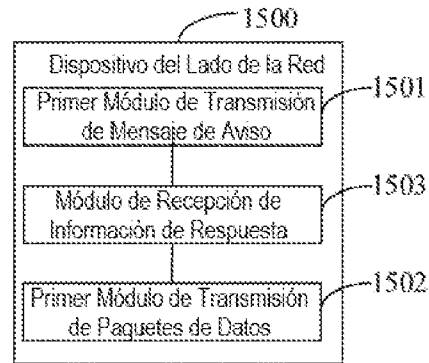 1500
Dispositivo del Lado de la Red
Primer Módulo de Transmisión
de Mensaje de Aviso
1501
Módulo de Recepción de
Información de Respuesta
1503
Primer Módulo de Transmisión
de Paquetes de Datos
1502